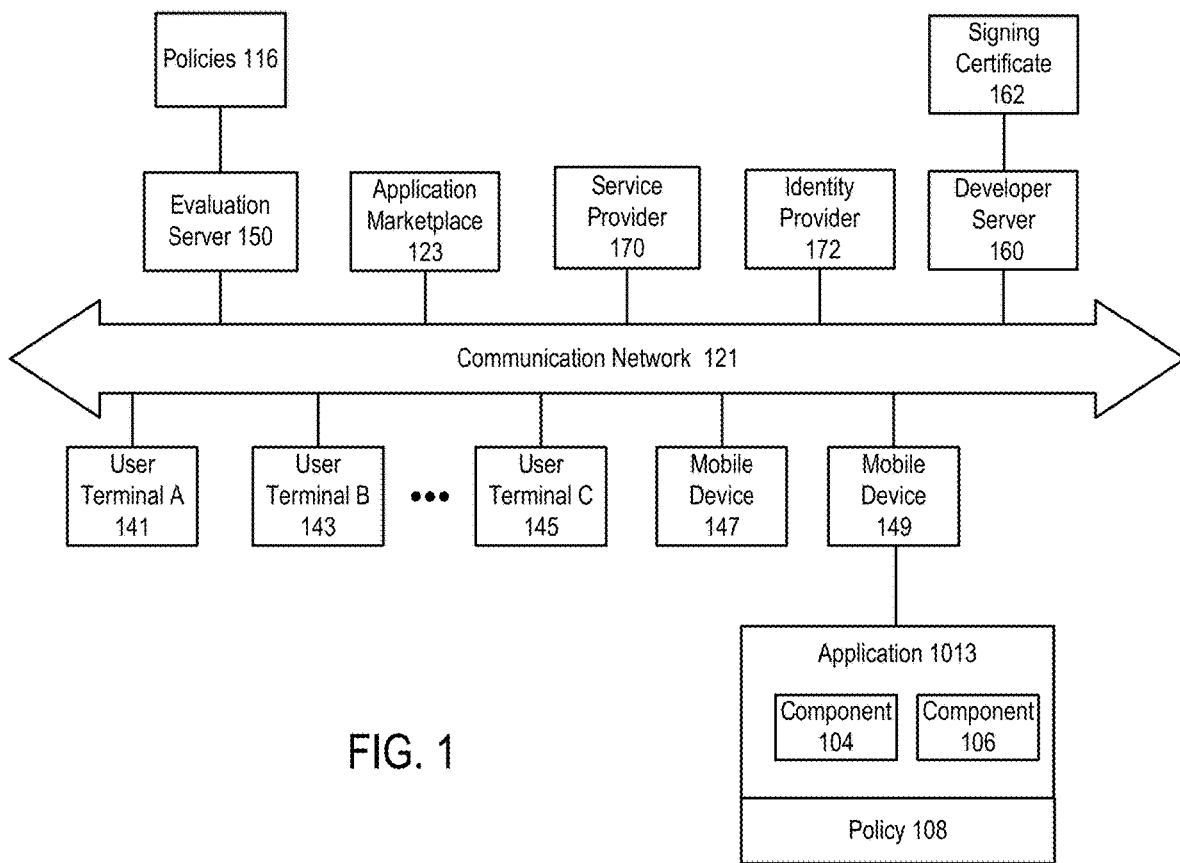 Policies 116
Signing
Certificate
162
Evaluation
Server 150
Application
Marketplace
123
Service
Provider
170
Identity
Provider
172
Developer
Server
160
Communication Network 121
User
Terminal A
141
User
Terminal B
143
•••
User
Terminal C
145
Mobile
Device
147
Mobile
Device
149
Application 1013
Component
104
Component
106
Policy 108
FIG. 1